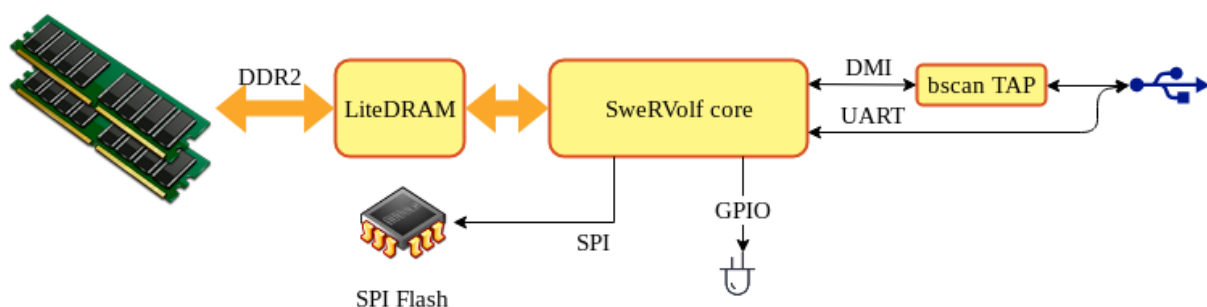 DDR2
LiteDRAM
SweRVolf core
DMI
bscan TAP
UART
GPIO
SPI
SPI Flash